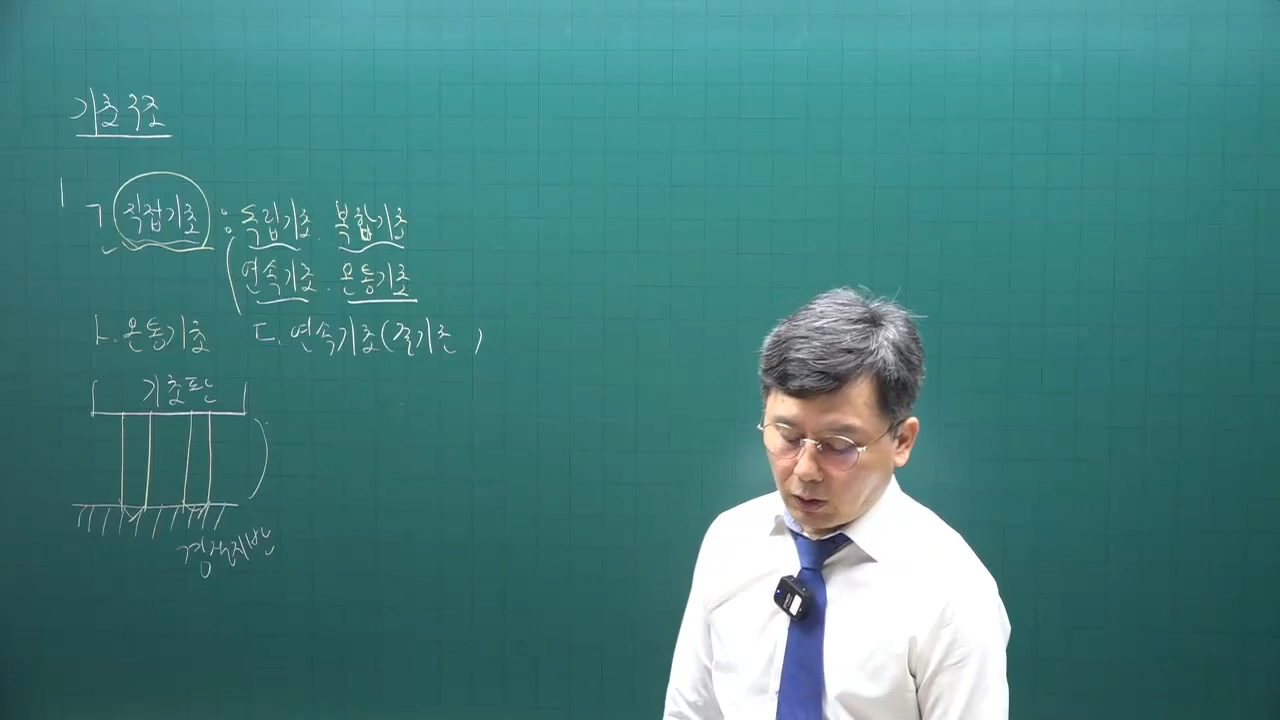 기초구조
1
ㄱ 직접기초 : 독립기초. 복합기초
연속기초. 온통기초
ㄴ. 온통기초 ㄷ. 연속기초(줄기초 )
기초판
경질지반